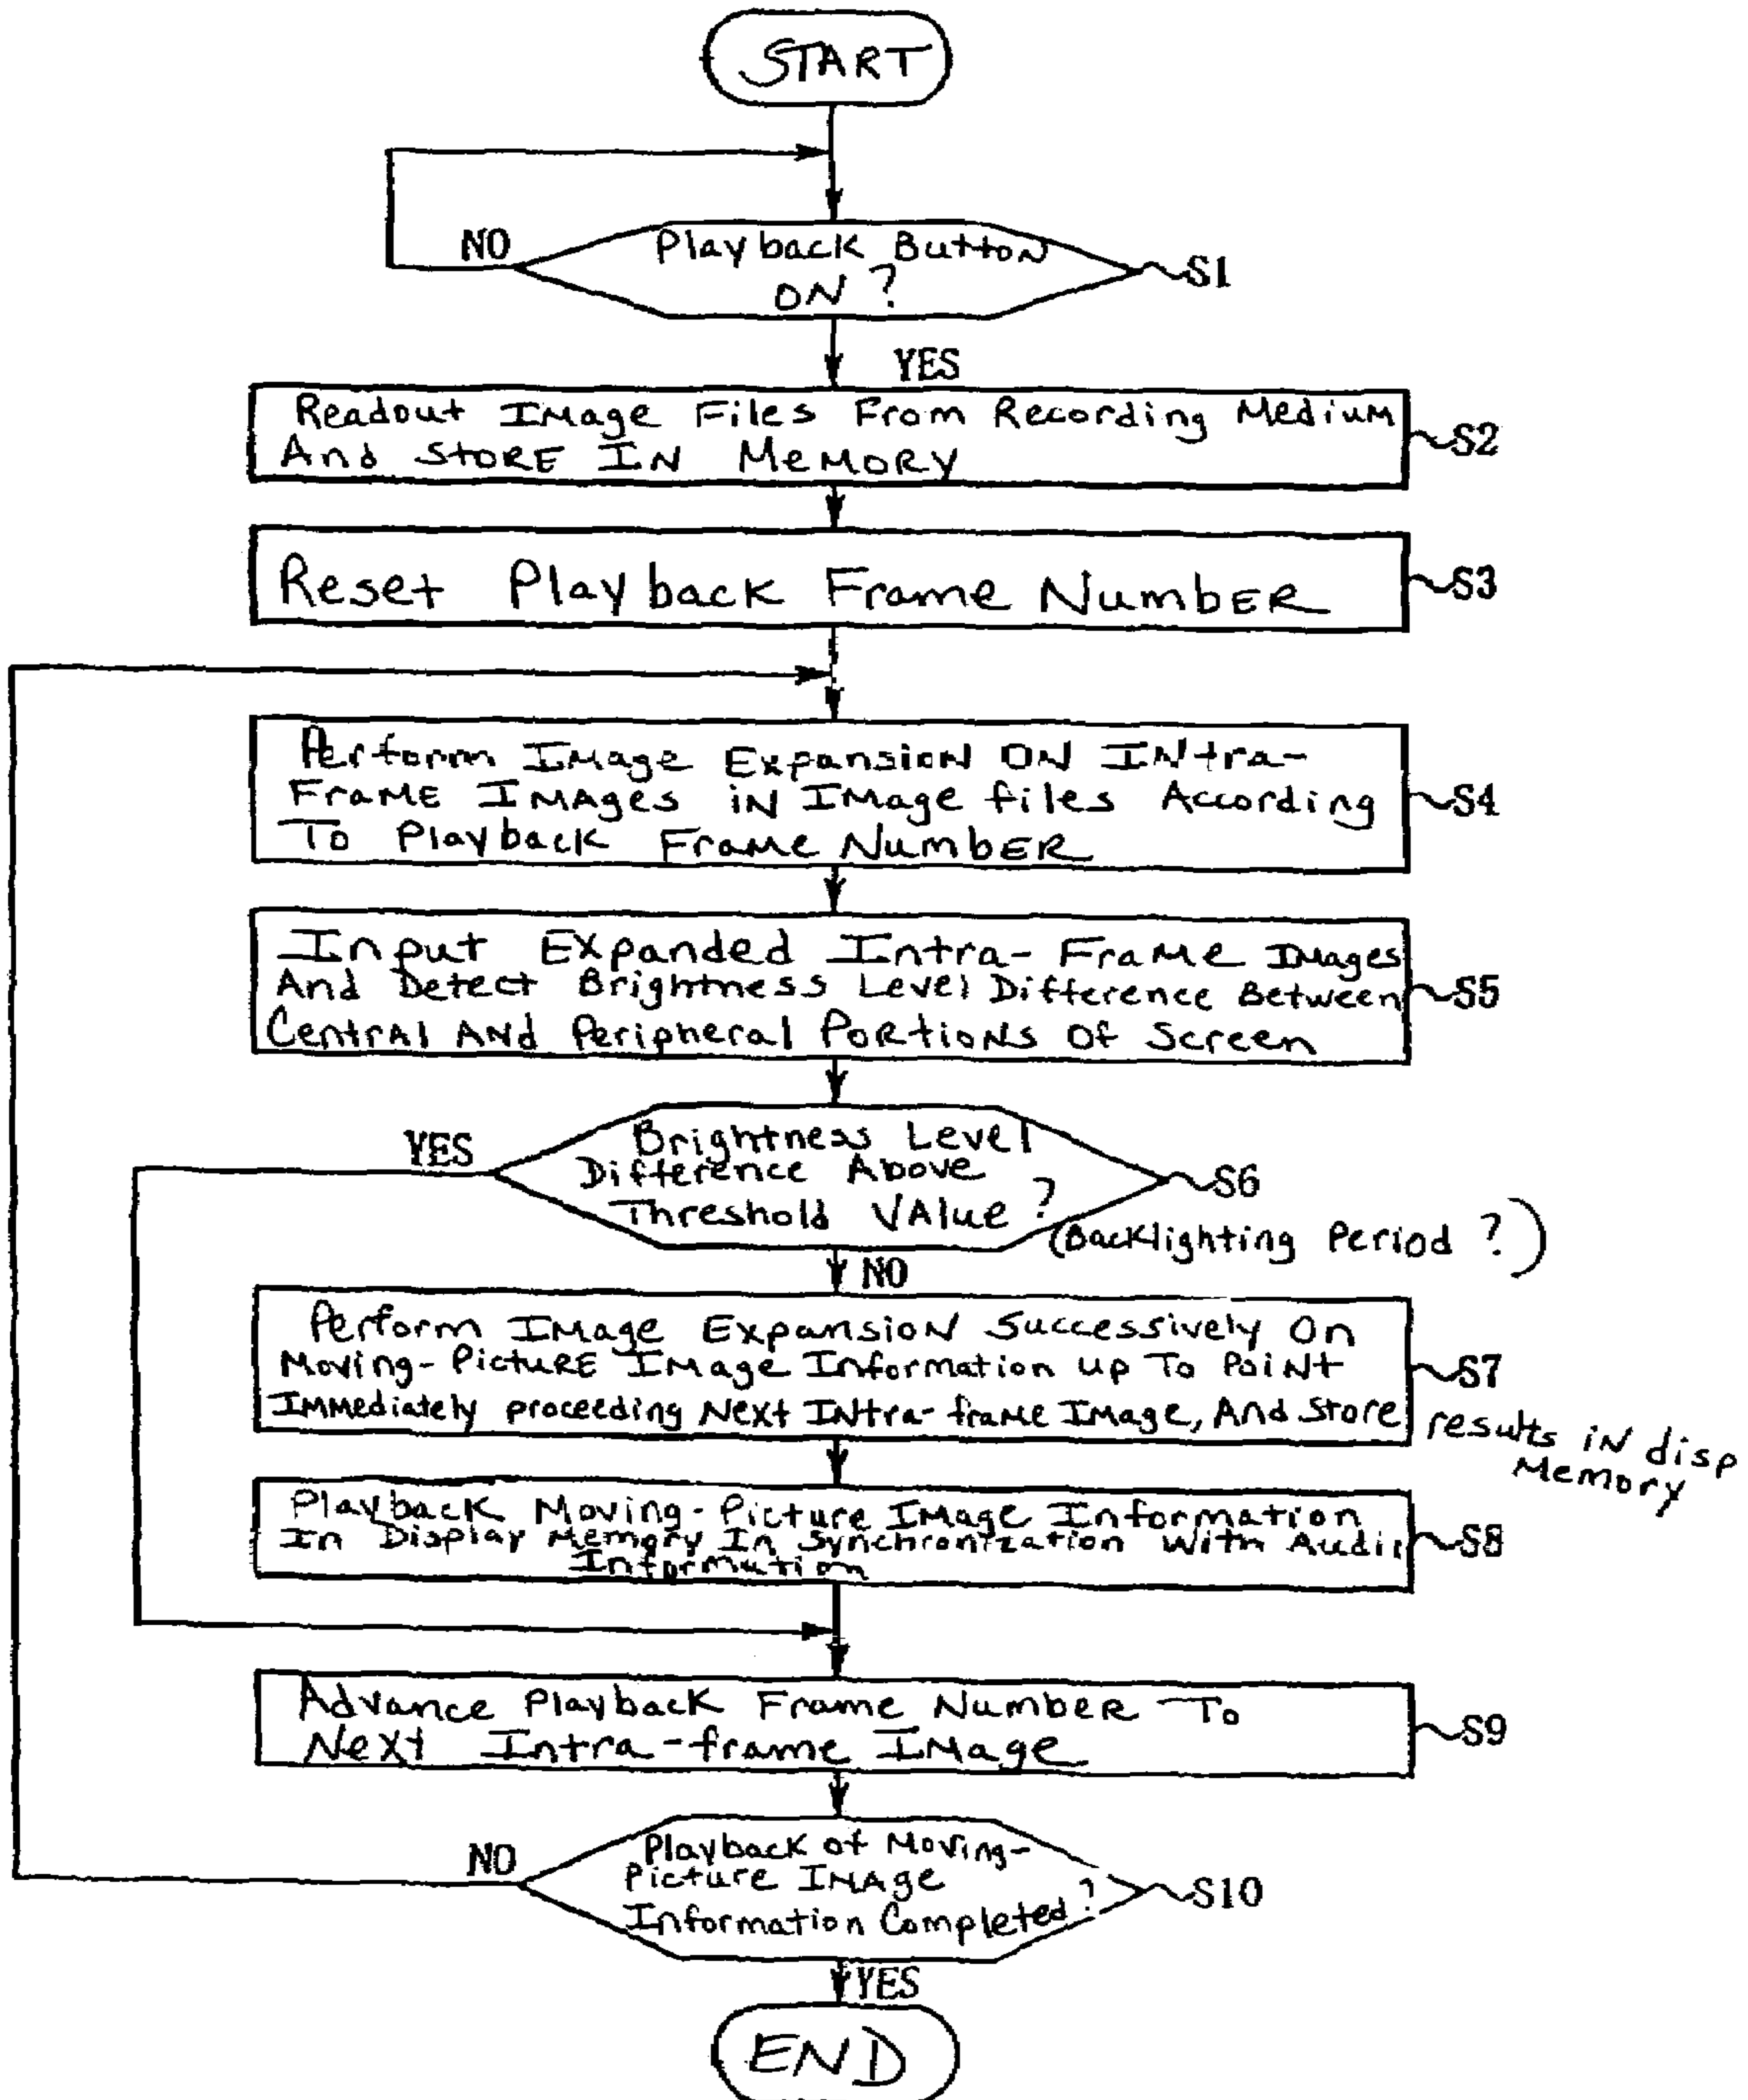 START
NO
Playback Button
ON ?
S1
YES
Readout Image Files From Recording Medium
And Store In Memory
S2
Reset Playback Frame Number
S3
Perform Image Expansion On Intra-
Frame Images in Image files According
To Playback Frame Number
S4
Input Expanded Intra-Frame Images
And Detect Brightness Level Difference Between
Central And Peripheral Portions Of Screen
S5
YES
Brightness Level
Difference Above
Threshold Value ?
S6
(Backlighting Period ?)
NO
Perform Image Expansion Successively On
Moving-Picture Image Information up To Point
Immediately proceeding Next Intra-frame Image, And Store results in disp
Memory
S7
Playback Moving-Picture Image Information
In Display Memory In Synchronization With Audi
Information
S8
Advance Playback Frame Number To
Next Intra-frame Image
S9
NO
Playback of Moving-
Picture Image
Information Completed ?
S10
YES
END